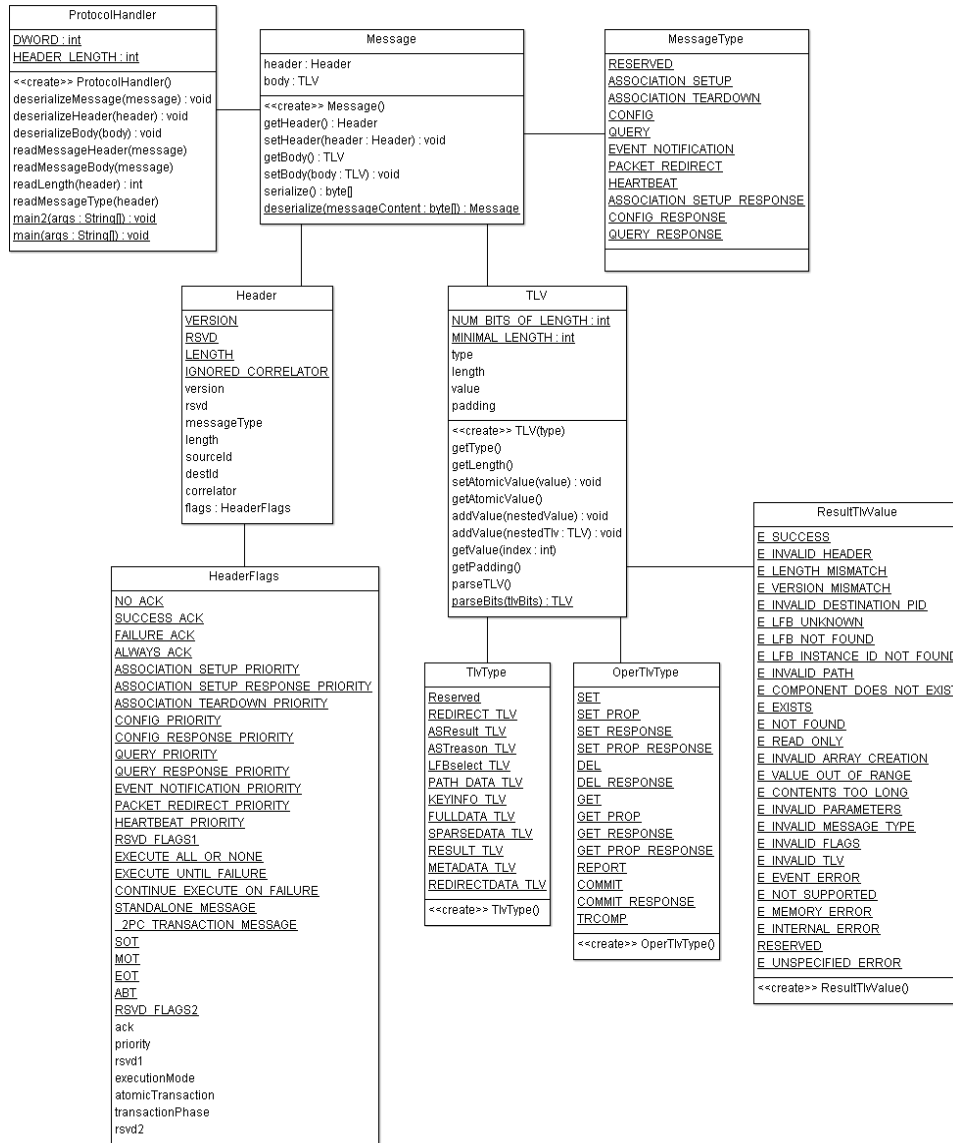 ProtocolHandler
DWORD : int
HEADER_LENGTH : int
<<create>> ProtocolHandler()
deserializeMessage(message) : void
deserializeHeader(header) : void
deserializeBody(body) : void
readMessageHeader(message)
readMessageBody(message)
readLength(header) : int
readMessageType(header)
main2(args : String[]) : void
main(args : String[]) : void
Message
header : Header
body : TLV
<<create>> Message()
getHeader() : Header
setHeader(header : Header) : void
getBody() : TLV
setBody(body : TLV) : void
serialize() : byte[]
deserialize(messageContent : byte[]) : Message
MessageType
RESERVED
ASSOCIATION_SETUP
ASSOCIATION_TEARDOWN
CONFIG
QUERY
EVENT_NOTIFICATION
PACKET_REDIRECT
HEARTBEAT
ASSOCIATION_SETUP_RESPONSE
CONFIG_RESPONSE
QUERY_RESPONSE
Header
VERSION
RSVD
LENGTH
IGNORED_CORRELATOR
version
rsvd
messageType
length
sourceId
destId
correlator
flags : HeaderFlags
TLV
NUM_BITS_OF_LENGTH : int
MINIMAL_LENGTH : int
type
length
value
padding
<<create>> TLV(type)
getType()
getLength()
setAtomicValue(value) : void
getAtomicValue()
addValue(nestedValue) : void
addValue(nestedTlv : TLV) : void
getValue(index : int)
getPadding()
parseTLV()
parseBits(tlvBits) : TLV
ResultTlvValue
E_SUCCESS
E_INVALID_HEADER
E_LENGTH_MISMATCH
E_VERSION_MISMATCH
E_INVALID_DESTINATION_PID
E_LFB_UNKNOWN
E_LFB_NOT_FOUND
E_LFB_INSTANCE_ID_NOT_FOUND
E_INVALID_PATH
E_COMPONENT_DOES_NOT_EXIST
E_EXISTS
E_NOT_FOUND
E_READ_ONLY
E_INVALID_ARRAY_CREATION
E_VALUE_OUT_OF_RANGE
E_CONTENTS_TOO_LONG
E_INVALID_PARAMETERS
E_INVALID_MESSAGE_TYPE
E_INVALID_FLAGS
E_INVALID_TLV
E_EVENT_ERROR
E_NOT_SUPPORTED
E_MEMORY_ERROR
E_INTERNAL_ERROR
RESERVED
E_UNSPECIFIED_ERROR
<<create>> ResultTlvValue()
HeaderFlags
NO_ACK
SUCCESS_ACK
FAILURE_ACK
ALWAYS_ACK
ASSOCIATION_SETUP_PRIORITY
ASSOCIATION_SETUP_RESPONSE_PRIORITY
ASSOCIATION_TEARDOWN_PRIORITY
CONFIG_PRIORITY
CONFIG_RESPONSE_PRIORITY
QUERY_PRIORITY
QUERY_RESPONSE_PRIORITY
EVENT_NOTIFICATION_PRIORITY
PACKET_REDIRECT_PRIORITY
HEARTBEAT_PRIORITY
RSVD_FLAGS1
EXECUTE_ALL_OR_NONE
EXECUTE_UNTIL_FAILURE
CONTINUE_EXECUTE_ON_FAILURE
STANDALONE_MESSAGE
_2PC_TRANSACTION_MESSAGE
SOT
MOT
EOT
ABT
RSVD_FLAGS2
ack
priority
rsvd1
executionMode
atomicTransaction
transactionPhase
rsvd2
TlvType
Reserved
REDIRECT_TLV
ASResult_TLV
ASTreason_TLV
LFBselect_TLV
PATH_DATA_TLV
KEYINFO_TLV
FULLDATA_TLV
SPARSEDATA_TLV
RESULT_TLV
METADATA_TLV
REDIRECTDATA_TLV
<<create>> TlvType()
OperTlvType
SET
SET_PROP
SET_RESPONSE
SET_PROP_RESPONSE
DEL
DEL_RESPONSE
GET
GET_PROP
GET_RESPONSE
GET_PROP_RESPONSE
REPORT
COMMIT
COMMIT_RESPONSE
TRCOMP
<<create>> OperTlvType()